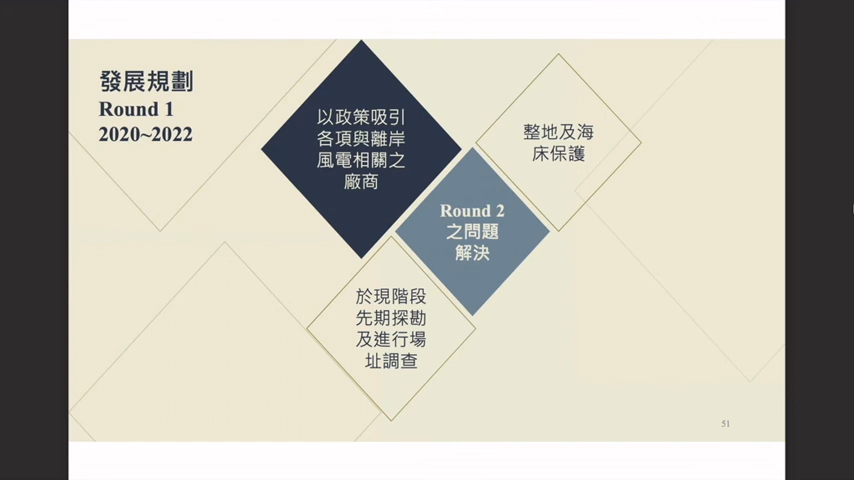 發展規劃
Round 1
2020~2022
以政策吸引
各項與離岸
風電相關之
廠商
整地及海
床保護
Round 2
之問題
解決
於現階段
先期探勘
及進行場
址調查
51